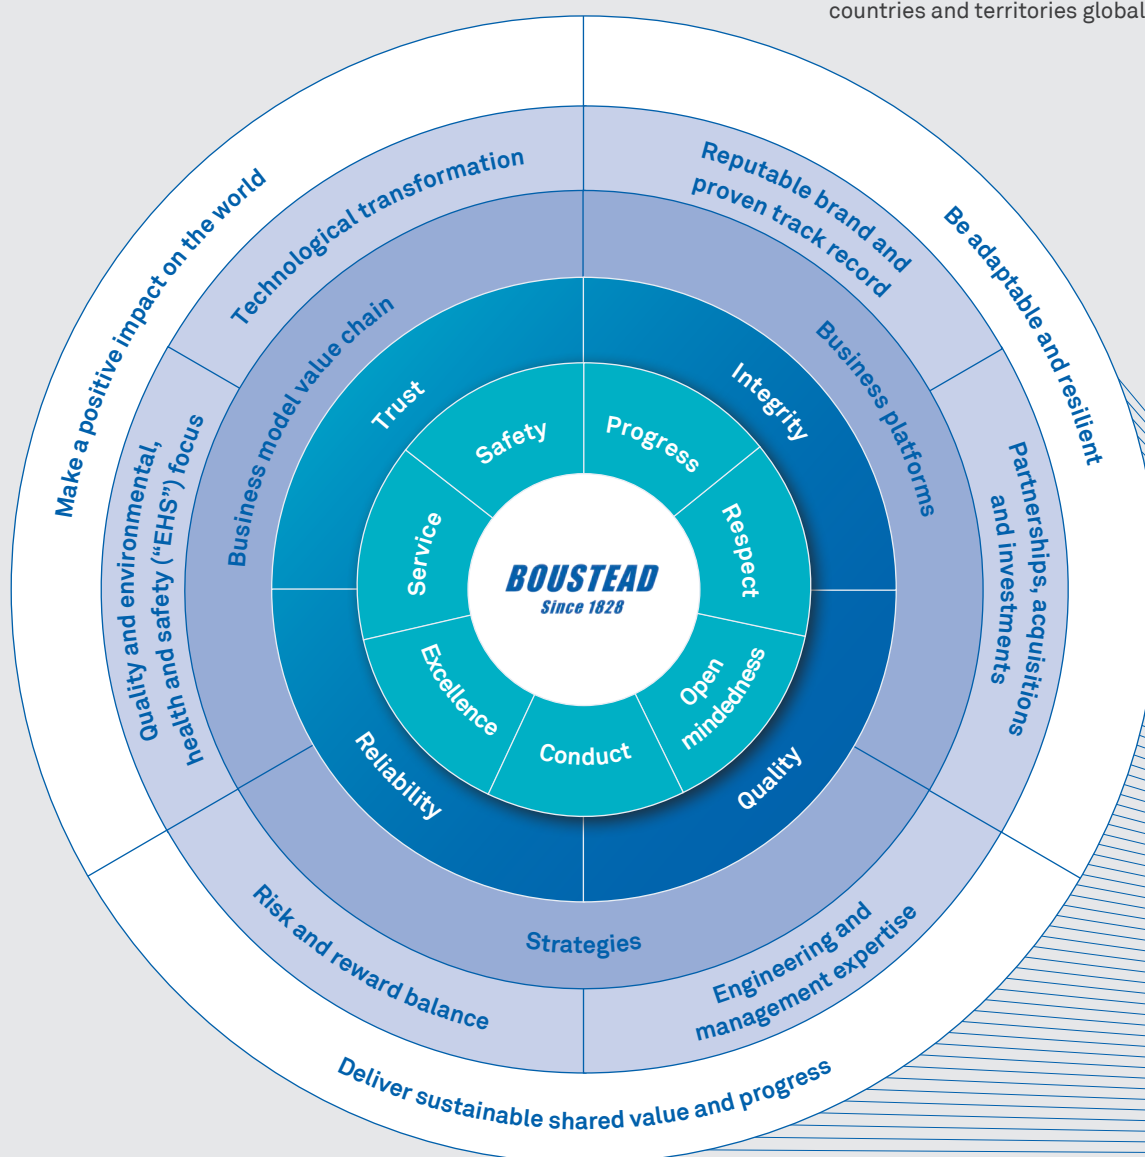 countries and territories global
Make a positive impact on the world
Be adaptable and resilient
Deliver sustainable shared value and progress
Technological transformation
Reputable brand and
proven track record
Partnerships, acquisitions
and investments
Engineering and
management expertise
Risk and reward balance
Quality and environmental,
health and safety (“EHS”) focus
Business model value chain
Business platforms
Strategies
Trust
Integrity
Quality
Reliability
Safety
Progress
Respect
Open
mindedness
Conduct
Excellence
Service
BOUSTEAD
Since 1828